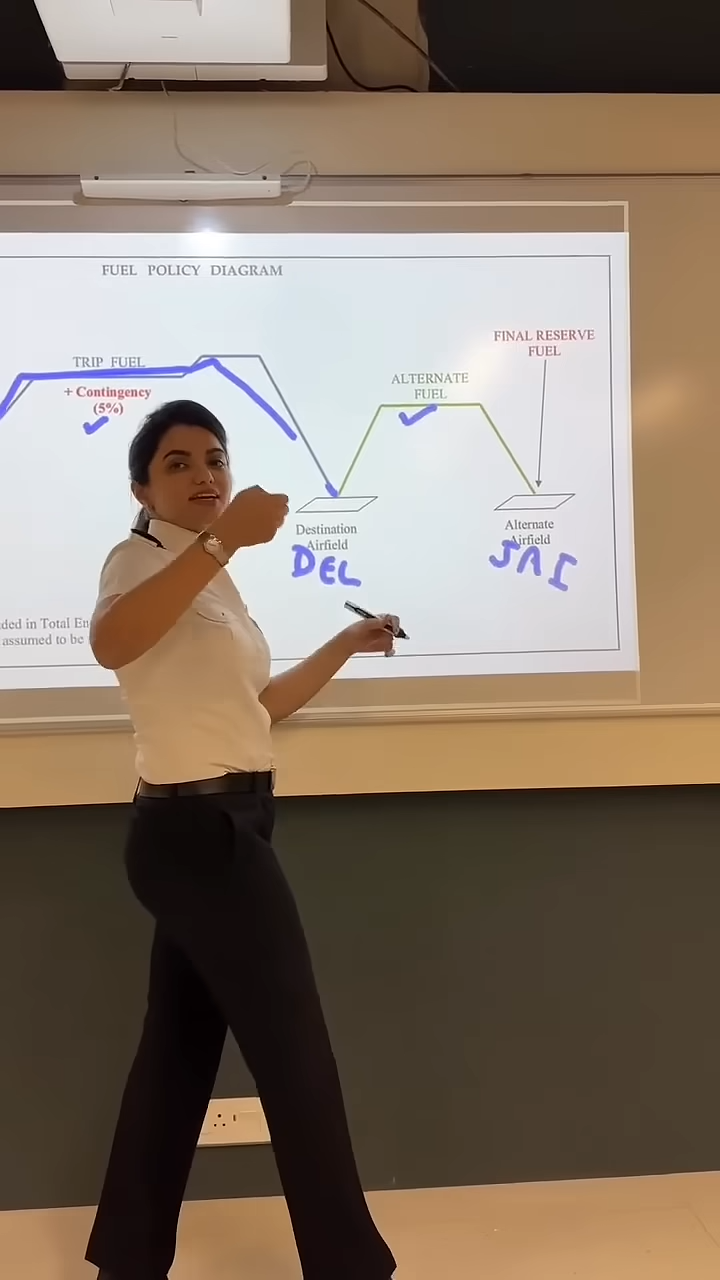 FUEL POLICY DIAGRAM
TRIP FUEL
+ Contingency
(5%)
ALTERNATE
FUEL
FINAL RESERVE
FUEL
Destination
Airfield
DEL
Alternate
Airfield
JAI
ded in Total En
assumed to be